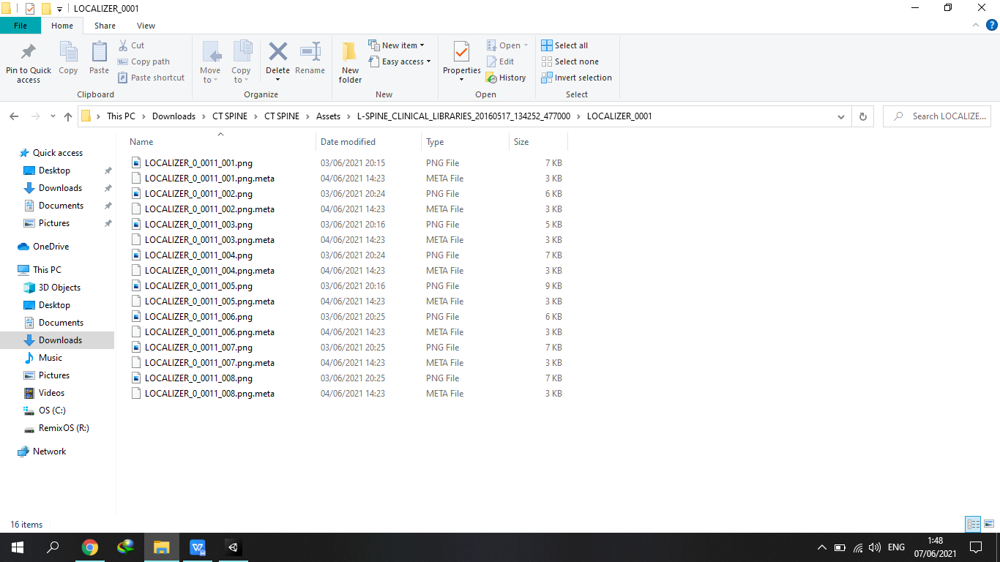 LOCALIZER_0001
File Home Share View
Pin to Quick access
Copy
Paste
Cut
Copy path
Paste shortcut
Clipboard
Move to
Copy to
Delete
Rename
Organize
New folder
New item
Easy access
New
Properties
Open
Edit
History
Open
Select all
Select none
Invert selection
Select
This PC Downloads CT SPINE CT SPINE Assets L-SPINE_CLINICAL_LIBRARIES_20160517_134252_477000 LOCALIZER_0001
Search LOCALIZE...
Quick access
Desktop
Downloads
Documents
Pictures
OneDrive
This PC
3D Objects
Desktop
Documents
Downloads
Music
Pictures
Videos
OS (C:)
RemixOS (R:)
Network
Name Date modified Type Size
LOCALIZER_0_0011_001.png 03/06/2021 20:15 PNG File 7 KB
LOCALIZER_0_0011_001.png.meta 04/06/2021 14:23 META File 3 KB
LOCALIZER_0_0011_002.png 03/06/2021 20:24 PNG File 6 KB
LOCALIZER_0_0011_002.png.meta 04/06/2021 14:23 META File 3 KB
LOCALIZER_0_0011_003.png 03/06/2021 20:16 PNG File 5 KB
LOCALIZER_0_0011_003.png.meta 04/06/2021 14:23 META File 3 KB
LOCALIZER_0_0011_004.png 03/06/2021 20:24 PNG File 7 KB
LOCALIZER_0_0011_004.png.meta 04/06/2021 14:23 META File 3 KB
LOCALIZER_0_0011_005.png 03/06/2021 20:16 PNG File 9 KB
LOCALIZER_0_0011_005.png.meta 04/06/2021 14:23 META File 3 KB
LOCALIZER_0_0011_006.png 03/06/2021 20:25 PNG File 6 KB
LOCALIZER_0_0011_006.png.meta 04/06/2021 14:23 META File 3 KB
LOCALIZER_0_0011_007.png 03/06/2021 20:25 PNG File 7 KB
LOCALIZER_0_0011_007.png.meta 04/06/2021 14:23 META File 3 KB
LOCALIZER_0_0011_008.png 03/06/2021 20:25 PNG File 7 KB
LOCALIZER_0_0011_008.png.meta 04/06/2021 14:23 META File 3 KB
16 items
ENG
1:48
07/06/2021